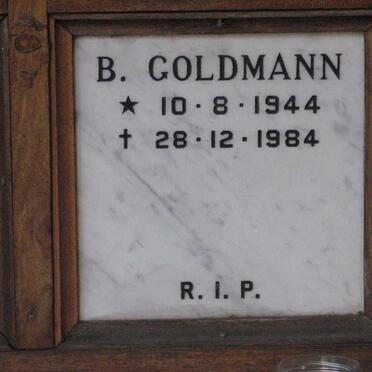 B. GOLDMANN
★ 10·8·1944
† 28·12·1984
R.I.P.